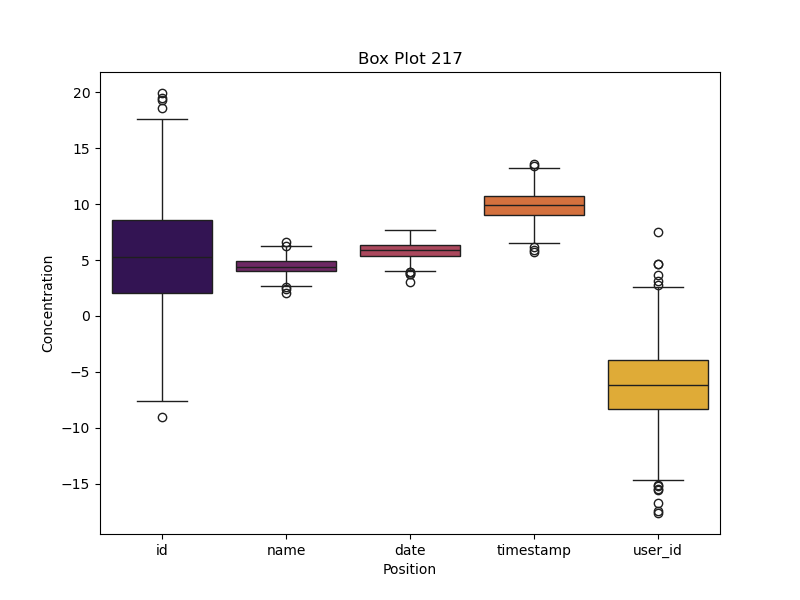 Box Plot 217
Concentration
20
15
10
5
0
−5
−10
−15
id
name
date
timestamp
user_id
Position